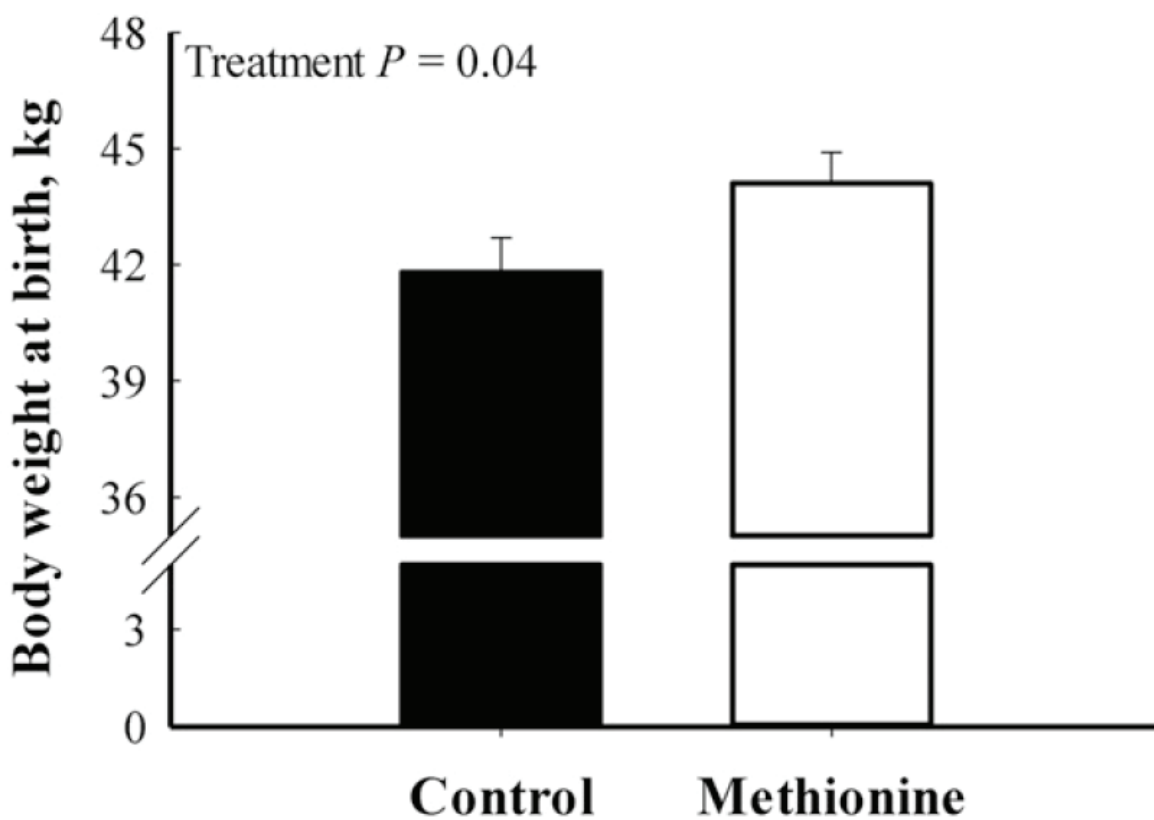 48
Treatment P = 0.04
45
42
39
36
3
0
Body weight at birth, kg
Control
Methionine